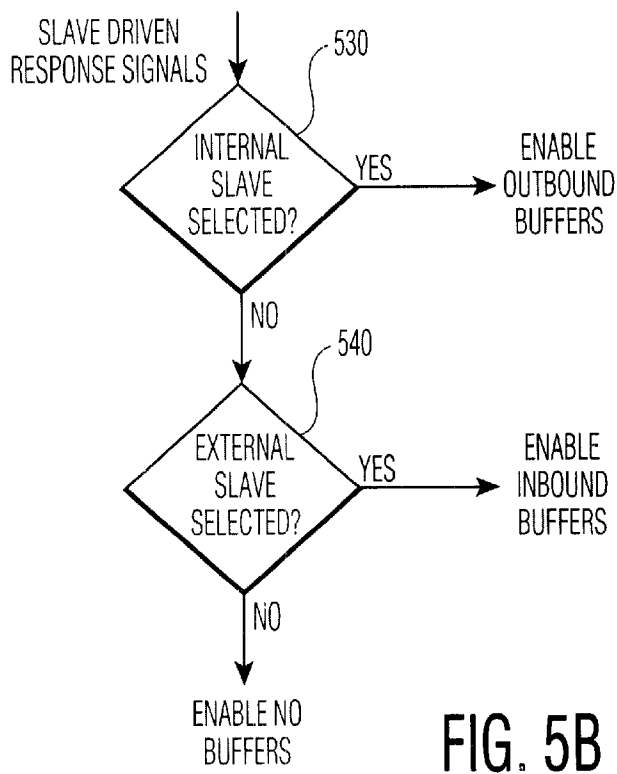 SLAVE DRIVEN
RESPONSE SIGNALS
530
INTERNAL
SLAVE
SELECTED?
YES
ENABLE
OUTBOUND
BUFFERS
NO
540
EXTERNAL
SLAVE
SELECTED?
YES
ENABLE
INBOUND
BUFFERS
NO
ENABLE NO
BUFFERS
FIG. 5B